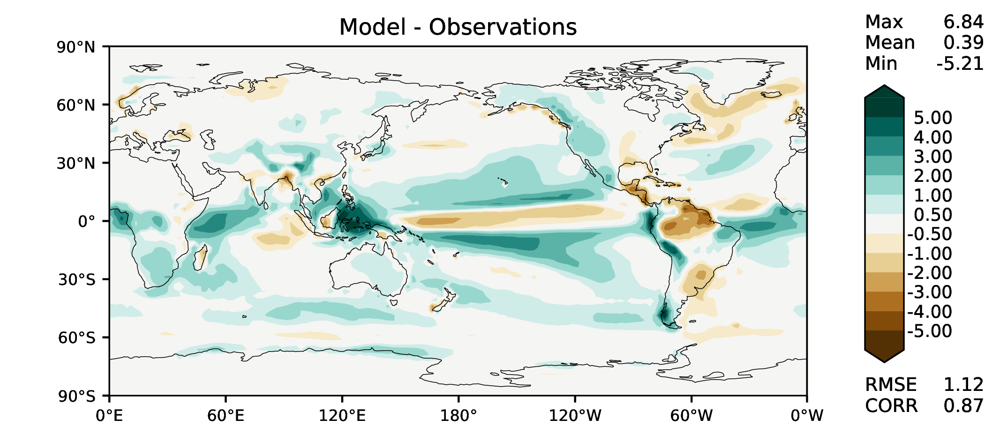 Model - Observations
Max 6.84
Mean 0.39
Min -5.21
90°N
60°N
30°N
0°
30°S
60°S
90°S
0°E 60°E 120°E 180° 120°W 60°W 0°W
5.00
4.00
3.00
2.00
1.00
0.50
-0.50
-1.00
-2.00
-3.00
-4.00
-5.00
RMSE 1.12
CORR 0.87